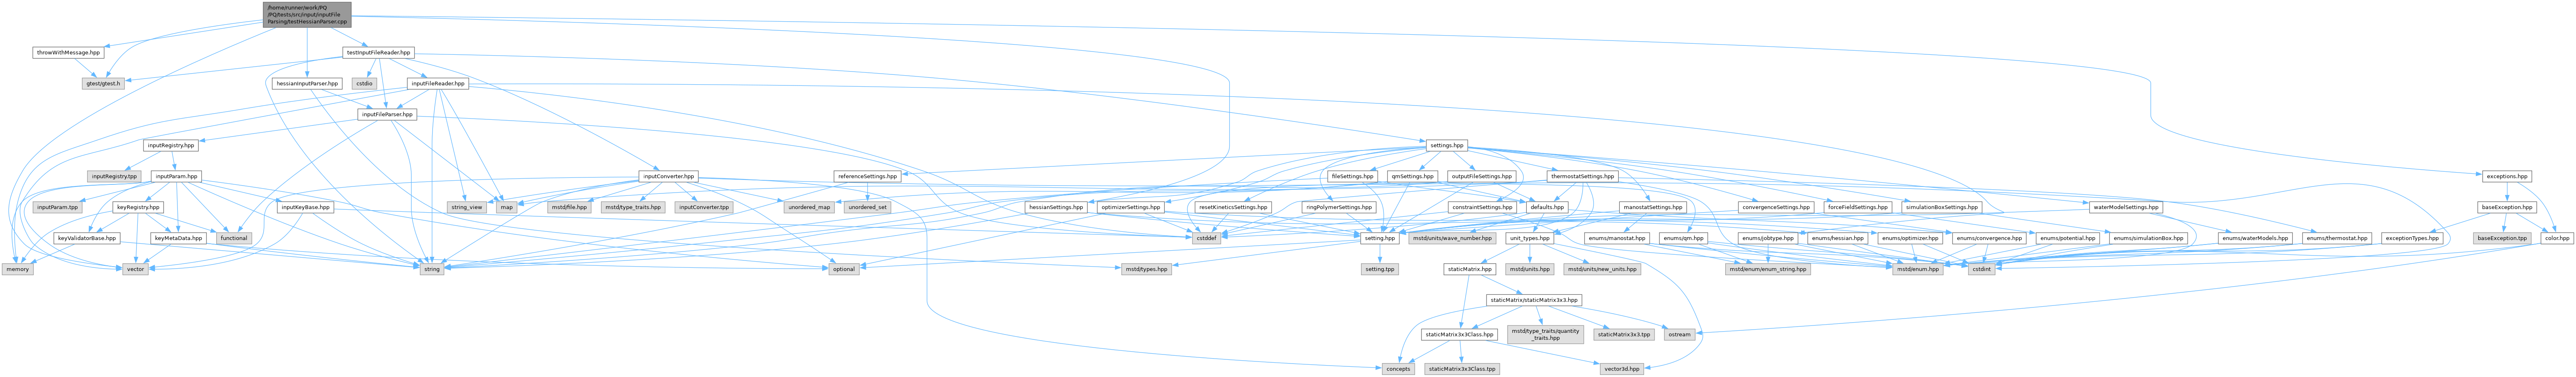 /home/runner/work/PQ
/PQ/tests/src/input/inputFile
Parsing/testHessianParser.cpp
throwWithMessage.hpp
testInputFileReader.hpp
gtest/gtest.h
hessianInputParser.hpp
cstdio
inputFileReader.hpp
inputFileParser.hpp
inputRegistry.hpp
settings.hpp
inputRegistry.tpp
inputParam.hpp
inputConverter.hpp
referenceSettings.hpp
fileSettings.hpp
qmSettings.hpp
outputFileSettings.hpp
thermostatSettings.hpp
exceptions.hpp
inputParam.tpp
keyRegistry.hpp
inputKeyBase.hpp
string_view
map
mstd/file.hpp
mstd/type_traits.hpp
inputConverter.tpp
unordered_map
unordered_set
hessianSettings.hpp
optimizerSettings.hpp
resetKineticsSettings.hpp
ringPolymerSettings.hpp
constraintSettings.hpp
defaults.hpp
manostatSettings.hpp
convergenceSettings.hpp
forceFieldSettings.hpp
simulationBoxSettings.hpp
waterModelSettings.hpp
baseException.hpp
keyValidatorBase.hpp
keyMetaData.hpp
functional
cstddef
setting.hpp
mstd/units/wave_number.hpp
unit_types.hpp
enums/manostat.hpp
enums/qm.hpp
enums/jobtype.hpp
enums/hessian.hpp
enums/optimizer.hpp
enums/convergence.hpp
enums/potential.hpp
enums/simulationBox.hpp
enums/waterModels.hpp
enums/thermostat.hpp
exceptionTypes.hpp
baseException.tpp
color.hpp
memory
vector
string
optional
mstd/types.hpp
setting.tpp
staticMatrix.hpp
mstd/units.hpp
mstd/units/new_units.hpp
mstd/enum/enum_string.hpp
mstd/enum.hpp
cstdint
staticMatrix/staticMatrix3x3.hpp
staticMatrix3x3Class.hpp
mstd/type_traits/quantity
_traits.hpp
staticMatrix3x3.tpp
ostream
concepts
staticMatrix3x3Class.tpp
vector3d.hpp